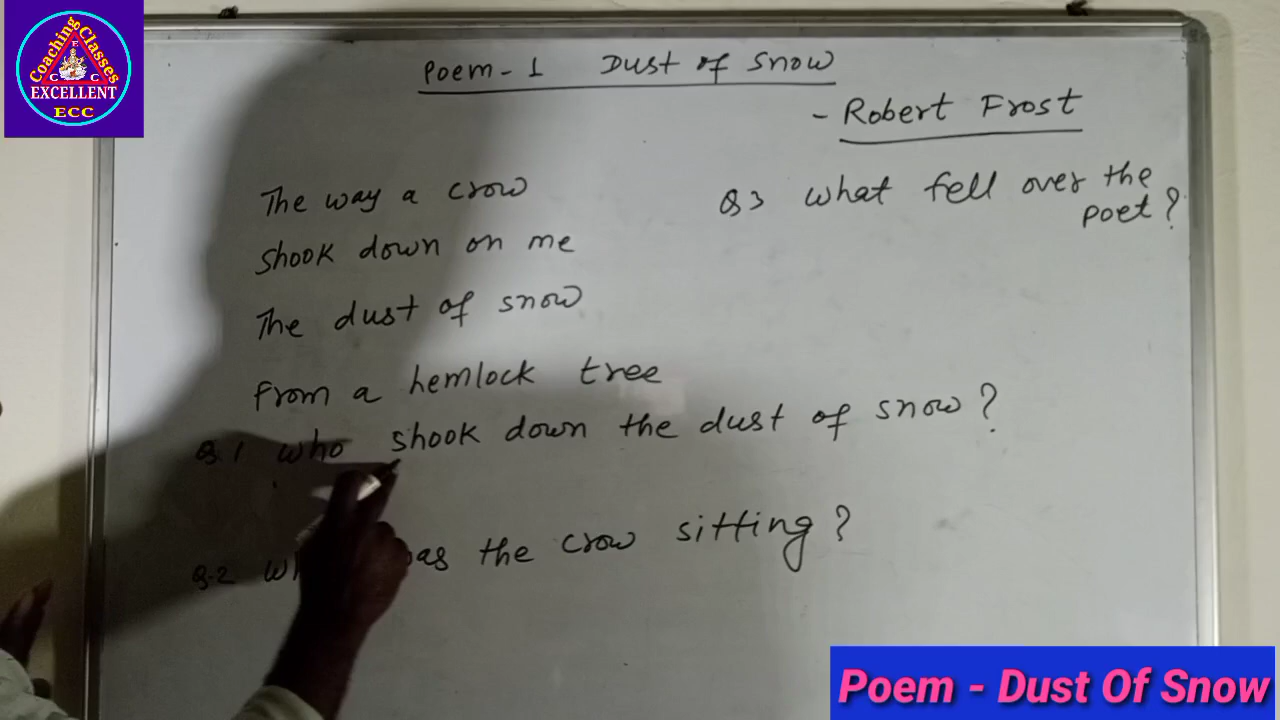 Coaching Classes
E
C C
EXCELLENT
ECC
Poem - 1 Dust of Snow
- Robert Frost
The way a crow
Shook down on me
The dust of snow
From a hemlock tree
Q.1 who shook down the dust of snow?
Q.2 the crow sitting?
Q3 what fell over the
poet?
Poem - Dust Of Snow